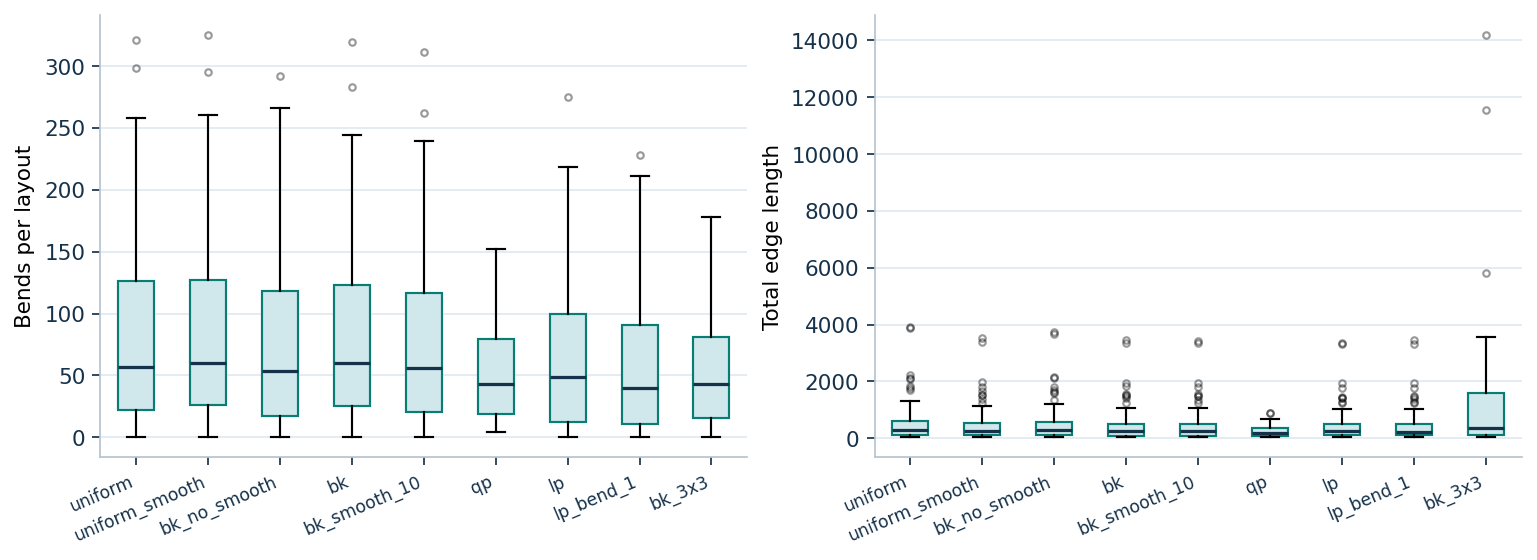 Bends per layout
300
250
200
150
100
50
0
uniform
uniform_smooth
bk_no_smooth
bk
bk_smooth_10
qp
lp
lp_bend_1
bk_3x3
Total edge length
14000
12000
10000
8000
6000
4000
2000
0
uniform
uniform_smooth
bk_no_smooth
bk
bk_smooth_10
qp
lp
lp_bend_1
bk_3x3